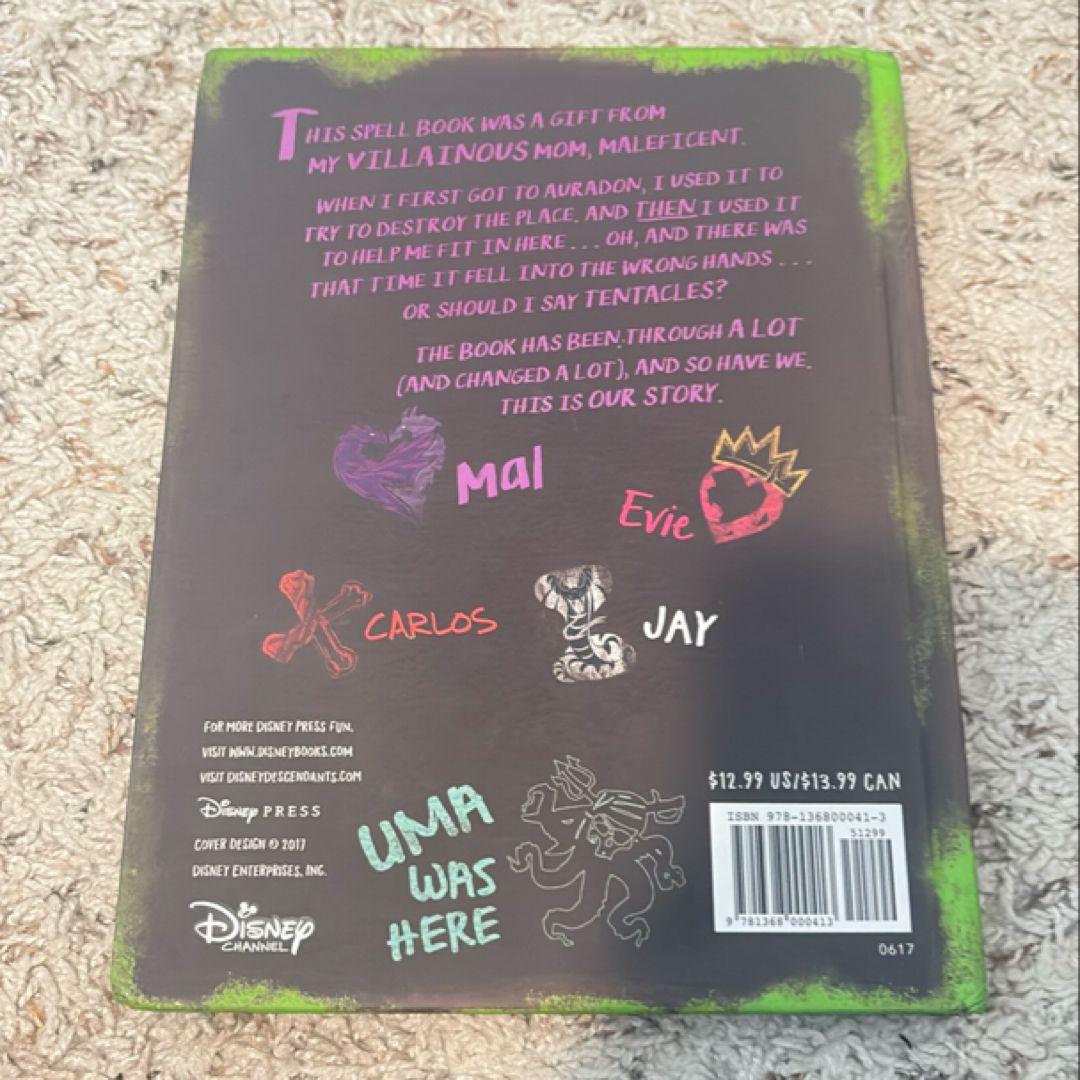 THIS SPELL BOOK WAS A GIFT FROM
MY VILLAINOUS MOM, MALEFICENT.
WHEN I FIRST GOT TO AURADON, I USED IT TO
TRY TO DESTROY THE PLACE. AND THEN I USED IT
TO HELP ME FIT IN HERE . . . OH, AND THERE WAS
THAT TIME IT FELL INTO THE WRONG HANDS . . .
OR SHOULD I SAY TENTACLES?
THE BOOK HAS BEEN THROUGH A LOT
(AND CHANGED A LOT), AND SO HAVE WE.
THIS IS OUR STORY.
Mal
Evie
CARLOS
JAY
FOR MORE DISNEY PRESS FUN,
VISIT WWW.DISNEYBOOKS.COM
VISIT DISNEYDESCENDANTS.COM
Disney PRESS
COVER DESIGN © 2017
DISNEY ENTERPRISES, INC.
DISNEY
CHANNEL
UMA
WAS
HERE
$12.99 US/$13.99 CAN
ISBN 978-136800041-3
51299
9 781368 000413
0617